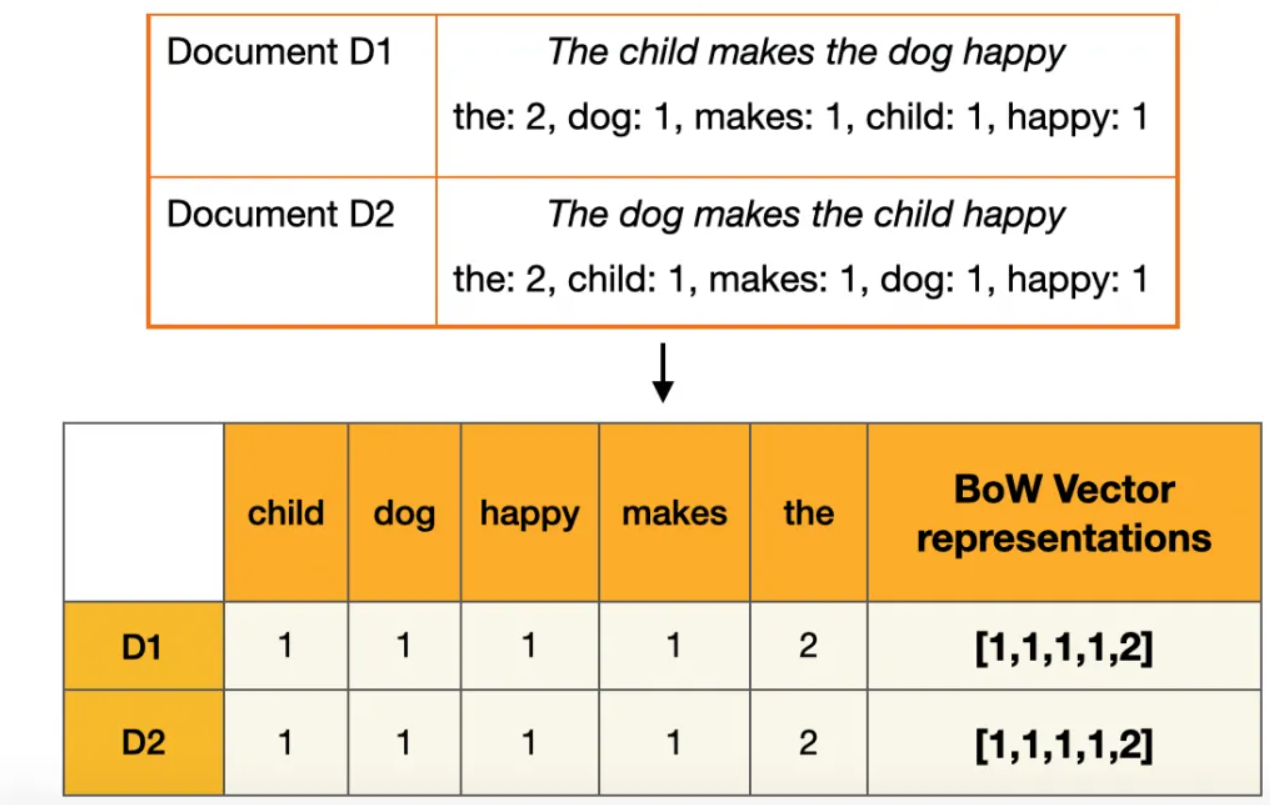 Document D1
The child makes the dog happy
the: 2, dog: 1, makes: 1, child: 1, happy: 1
Document D2
The dog makes the child happy
the: 2, child: 1, makes: 1, dog: 1, happy: 1
child dog happy makes the BoW Vector
representations
D1 1 1 1 1 2 [1,1,1,1,2]
D2 1 1 1 1 2 [1,1,1,1,2]